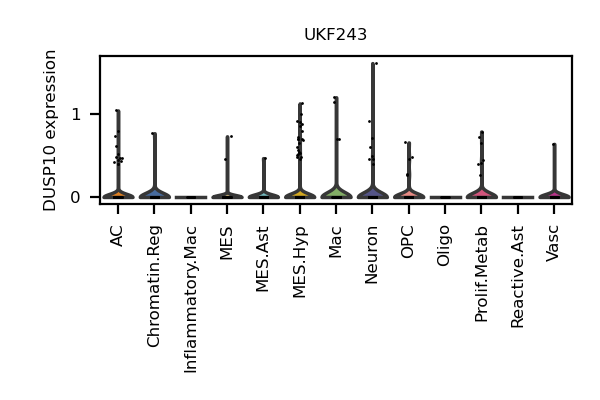 UKF243
DUSP10 expression
1
0
AC
Chromatin.Reg
Inflammatory.Mac
MES
MES.Ast
MES.Hyp
Mac
Neuron
OPC
Oligo
Prolif.Metab
Reactive.Ast
Vasc